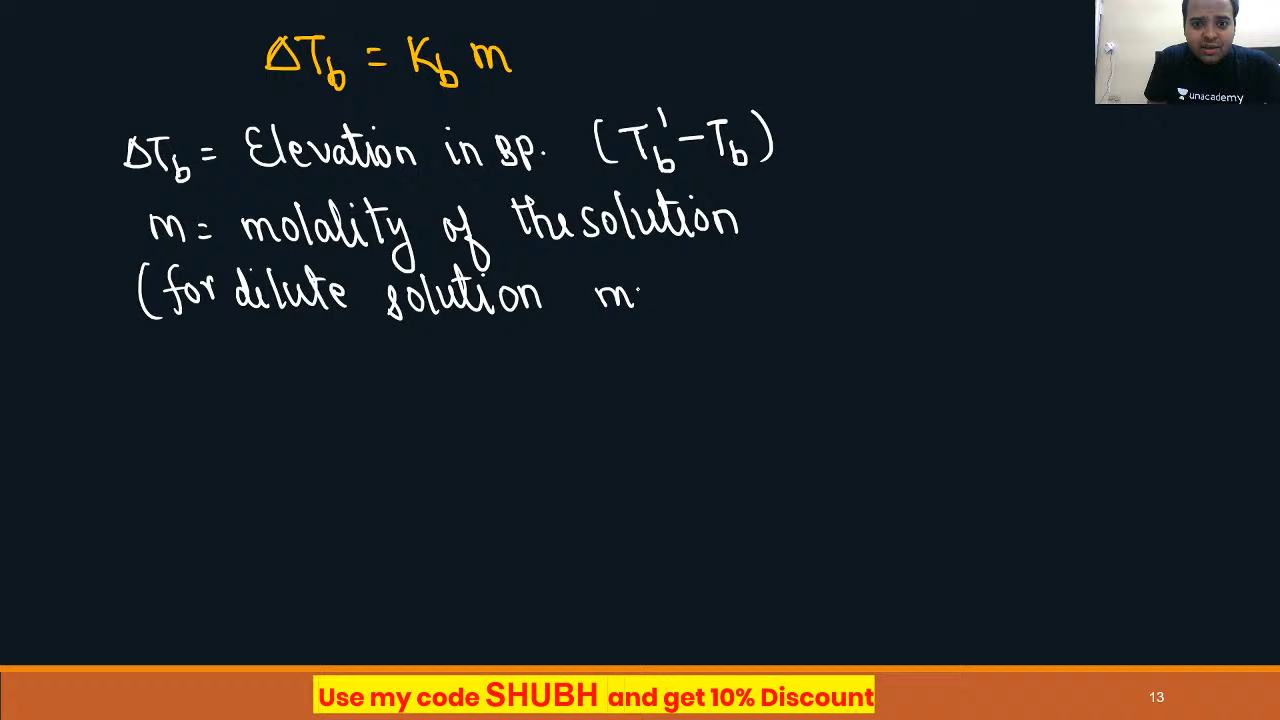 ΔT_b = K_b m
unacademy
ΔT_b = Elevation in BP. (T_b' - T_b)
m = molality of the solution
(for dilute solution m
Use my code SHUBH and get 10% Discount
13